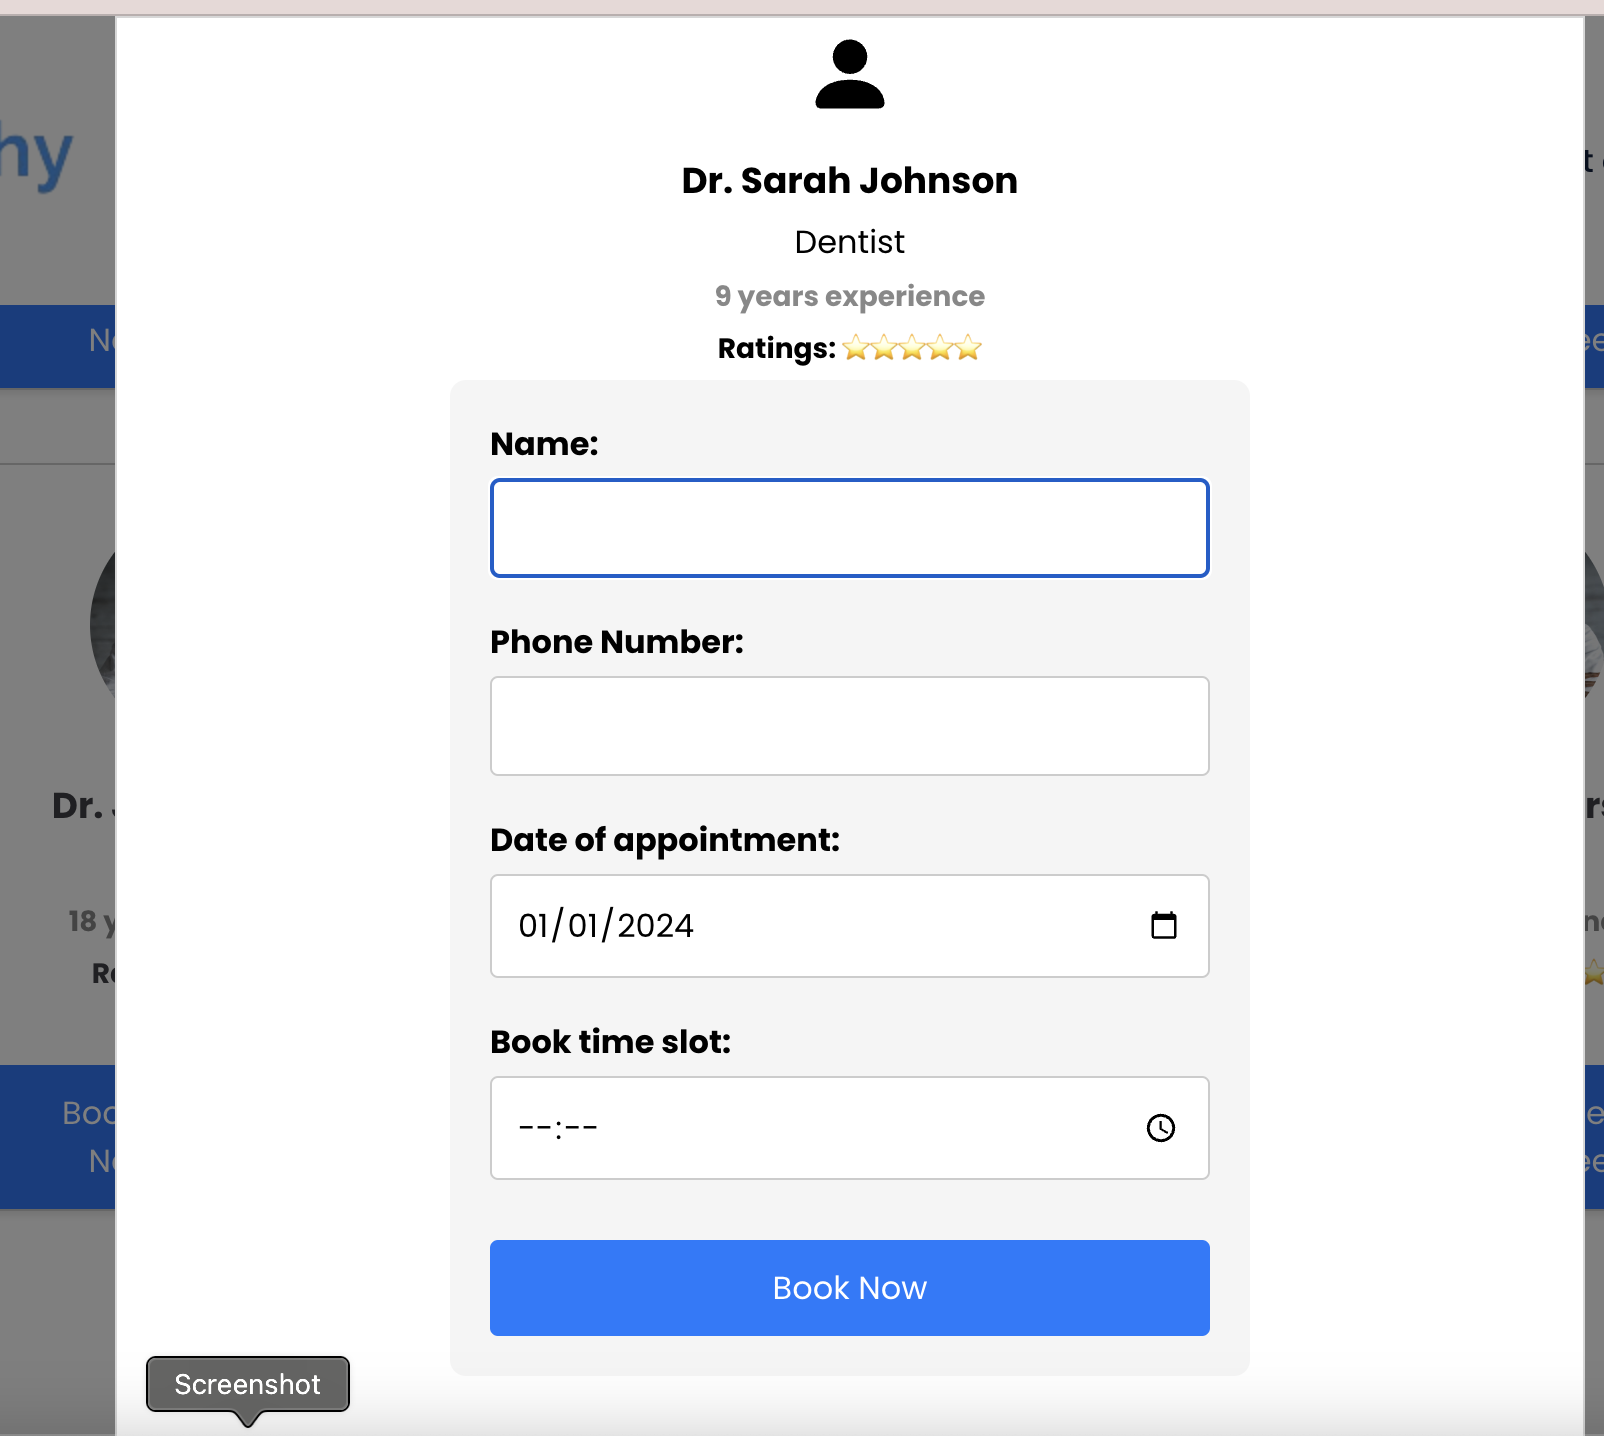 hy
Dr. Sarah Johnson
Dentist
9 years experience
Ratings:
Name:
Phone Number:
Date of appointment:
01/01/2024
Book time slot:
--:--
Book Now
Dr.
18 y
Screenshot